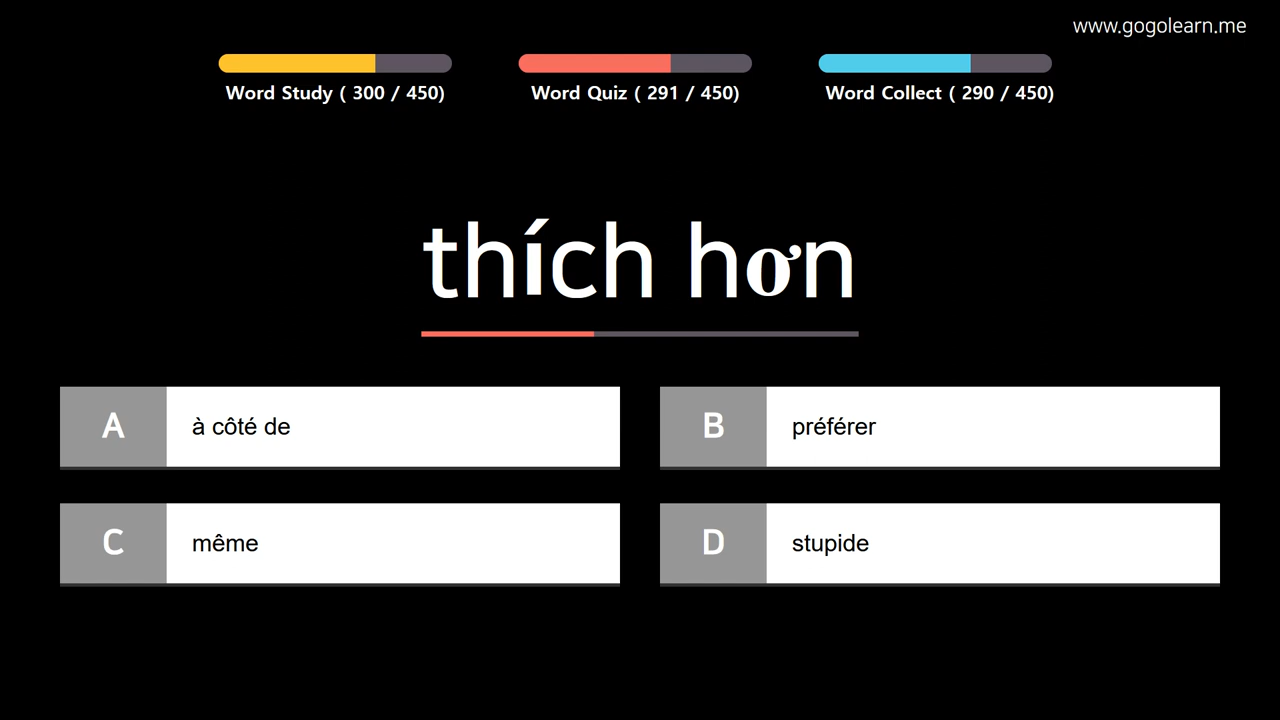 www.gogolearn.me
Word Study ( 300 / 450)
Word Quiz ( 291 / 450)
Word Collect ( 290 / 450)
thích hơn
A
à côté de
B
préférer
C
même
D
stupide